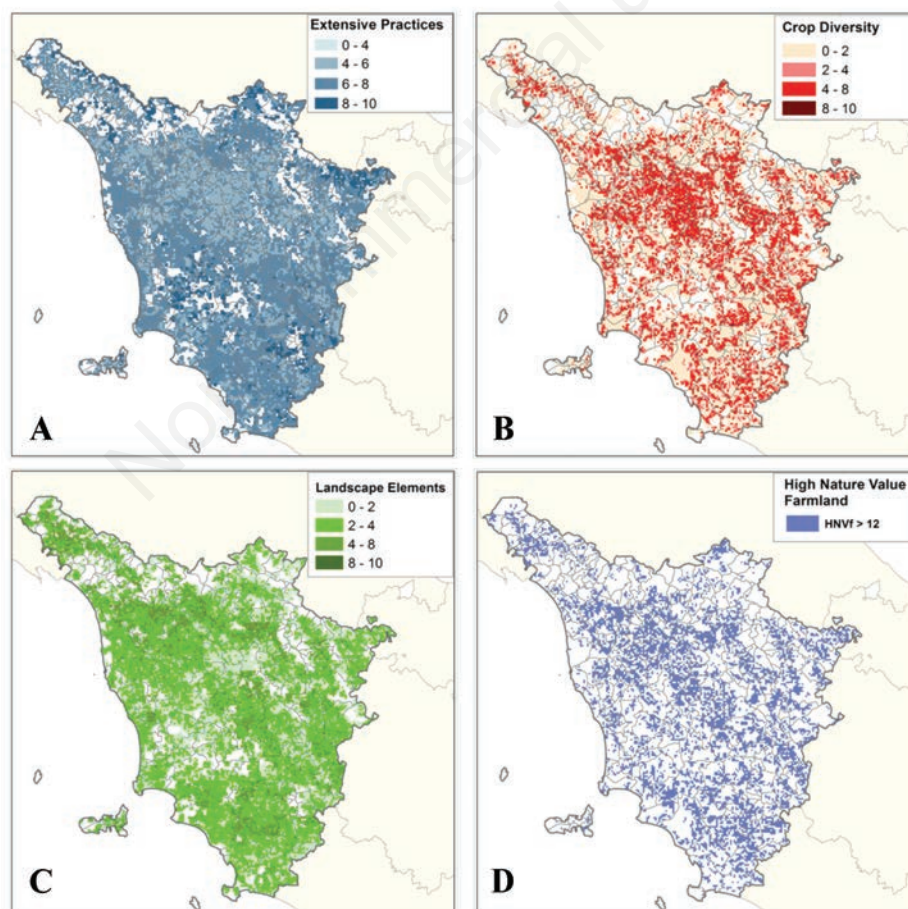 Extensive Practices
0 - 4
4 - 6
6 - 8
8 - 10
A
Crop Diversity
0 - 2
2 - 4
4 - 8
8 - 10
B
Landscape Elements
0 - 2
2 - 4
4 - 8
8 - 10
C
High Nature Value
Farmland
HNVf > 12
D